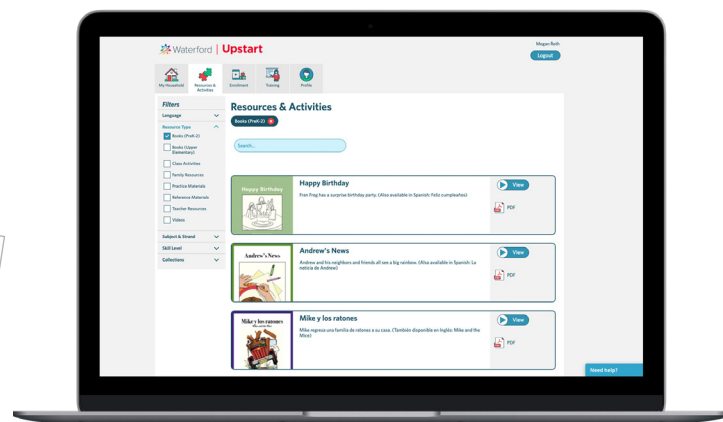 Megan Roth
Waterford | Upstart
Logout
My Household
Resources &
Activities
Enrollment
Training
Profile
Filters
Language
Resource Type
Books (PreK-2)
Books (Upper
Elementary)
Class Activities
Family Resources
Practice Materials
Reference Materials
Teacher Resources
Videos
Subject & Strand
Skill Level
Collections
Resources & Activities
Books (PreK-2)
Search...
Happy Birthday
Happy Birthday
Fran Frog has a surprise birthday party. (Also available in Spanish: Feliz cumpleaños)
View
PDF
Andrew's News
Andrew's News
Andrew and his neighbors and friends all see a big rainbow. (Also available in Spanish: La
noticia de Andrew)
View
PDF
Mike y los ratones
Mike y los ratones
Mike regresa una familia de ratones a su casa. (También disponible en inglés: Mike and the
Mice)
View
PDF
Need help?